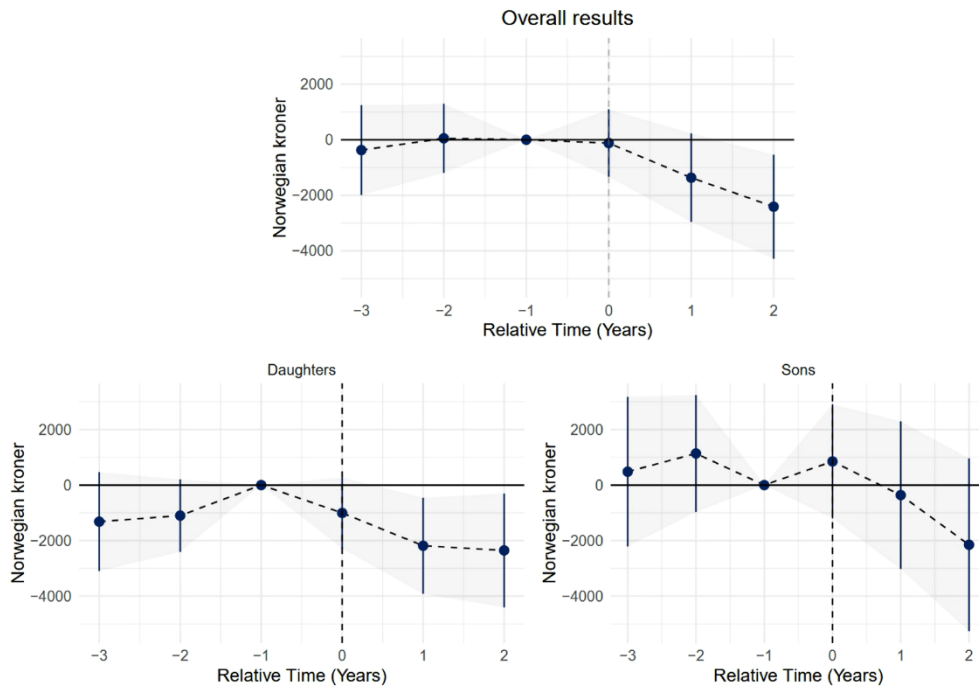 Overall results
Norwegian kroner
2000
0
−2000
−4000
−3 −2 −1 0 1 2
Relative Time (Years)
Daughters
Norwegian kroner
2000
0
−2000
−4000
−3 −2 −1 0 1 2
Relative Time (Years)
Sons
Norwegian kroner
2000
0
−2000
−4000
−3 −2 −1 0 1 2
Relative Time (Years)